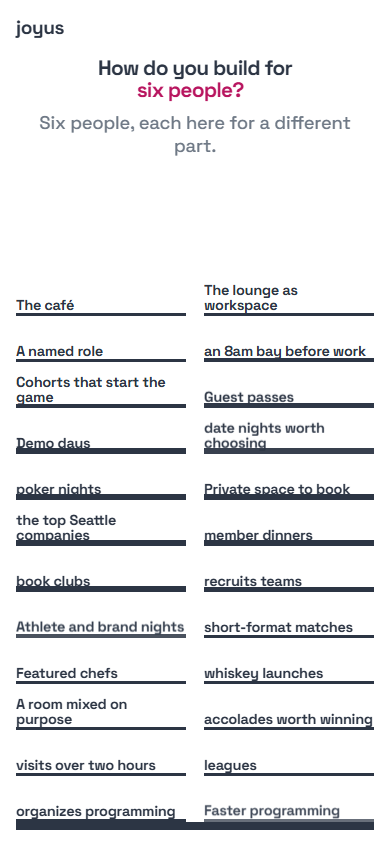 joyus
How do you build for
six people?
Six people, each here for a different
part.
The café
The lounge as
workspace
A named role
an 8am bay before work
Cohorts that start the
game
Guest passes
Demo days
date nights worth
choosing
poker nights
Private space to book
the top Seattle
companies
member dinners
book clubs
recruits teams
Athlete and brand nights
short-format matches
Featured chefs
whiskey launches
A room mixed on
purpose
accolades worth winning
visits over two hours
leagues
organizes programming
Faster programming